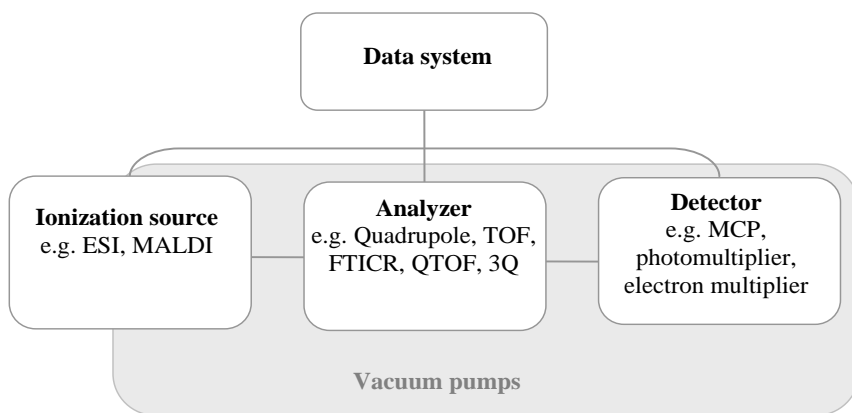 Data system
Ionization source
e.g. ESI, MALDI
Analyzer
e.g. Quadrupole, TOF,
FTICR, QTOF, 3Q
Detector
e.g. MCP,
photomultiplier,
electron multiplier
Vacuum pumps